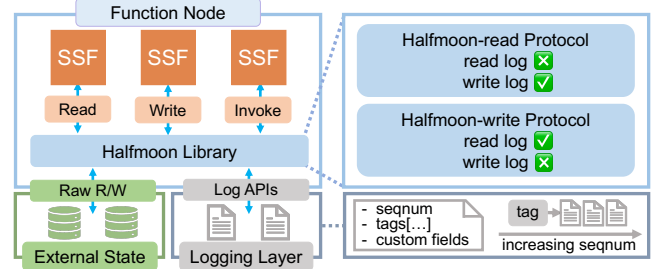 Function Node
SSF SSF SSF
Read Write Invoke
Halfmoon Library
Raw R/W Log APIs
External State Logging Layer
Halfmoon-read Protocol
read log ❎
write log ✅
Halfmoon-write Protocol
read log ✅
write log ❎
- seqnum
- tags[…]
- custom fields
tag
increasing seqnum